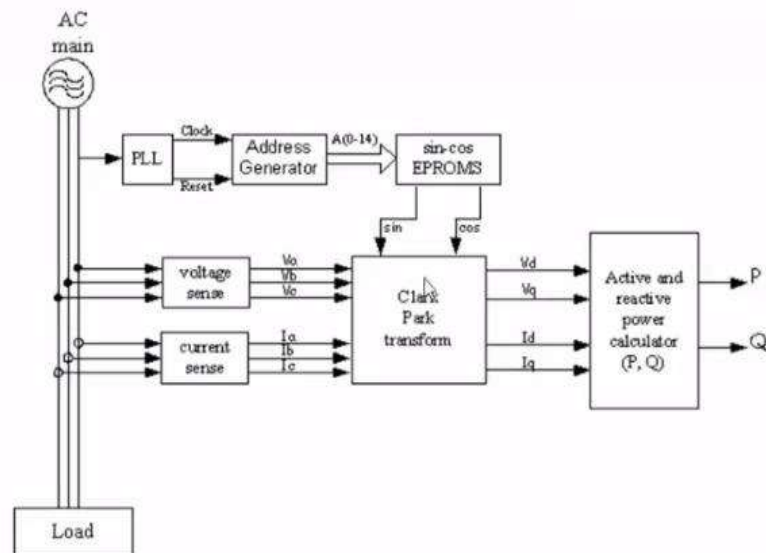 AC
main
Clock
A(0-14)
PLL
Address
Generator
sin-cos
EPROMS
Reset
sin
cos
voltage
sense
Va
Vb
Vc
Clark
Park
transform
Vd
Vq
Active and
reactive
power
calculator
(P, Q)
P
Q
current
sense
Ia
Ib
Ic
Id
Iq
Load